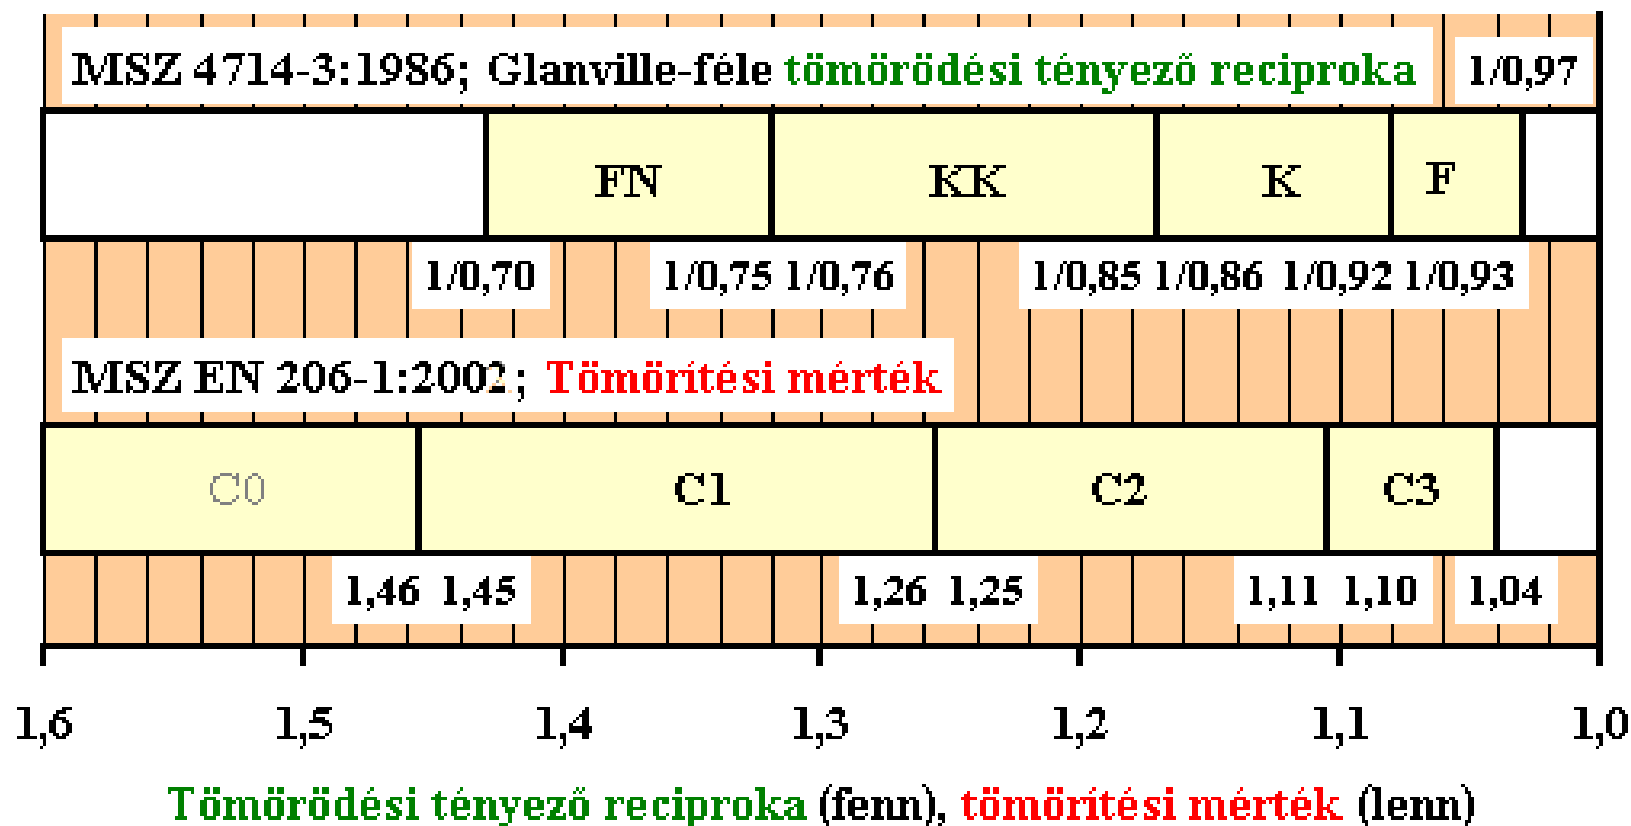 MSZ 4714-3:1986; Glanville-féle tömörödési tényező reciproka 1/0,97
FN KK K F
1/0,70 1/0,75 1/0,76 1/0,85 1/0,86 1/0,92 1/0,93
MSZ EN 206-1:2002; Tömörítési mérték
C0 C1 C2 C3
1,46 1,45 1,26 1,25 1,11 1,10 1,04
1,6 1,5 1,4 1,3 1,2 1,1 1,0
Tömörödési tényező reciproka (fenn), tömörítési mérték (lenn)